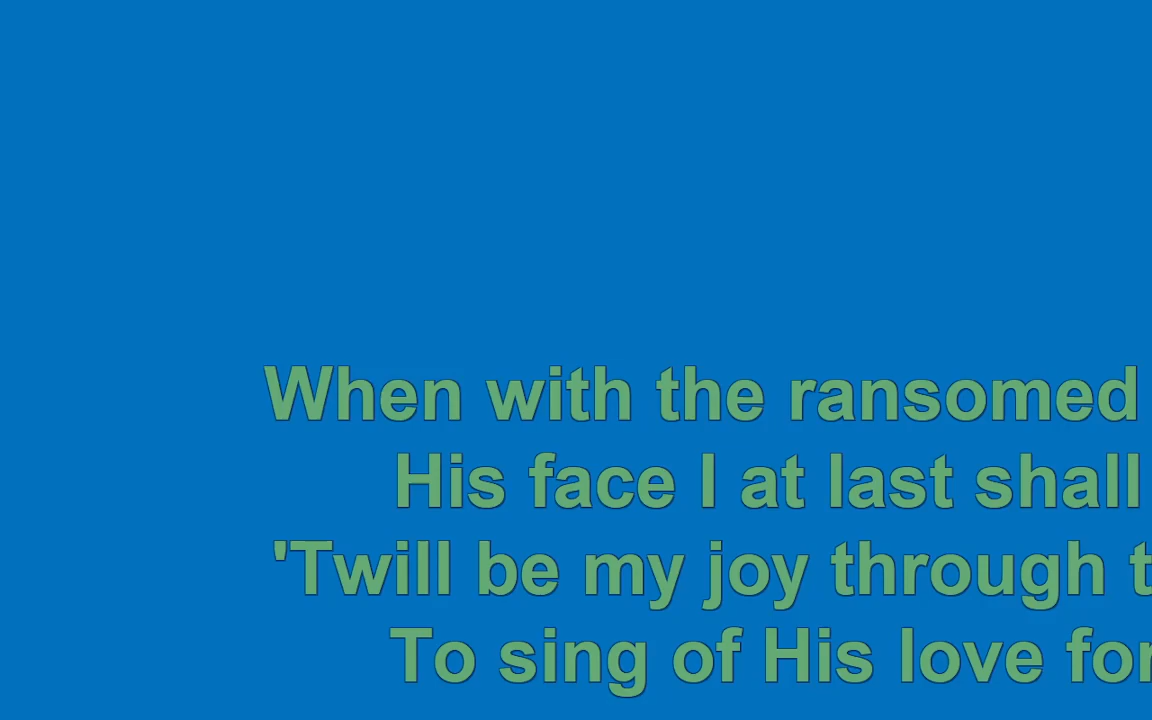 When with the ransomed
His face I at last shall
'Twill be my joy through
To sing of His love for